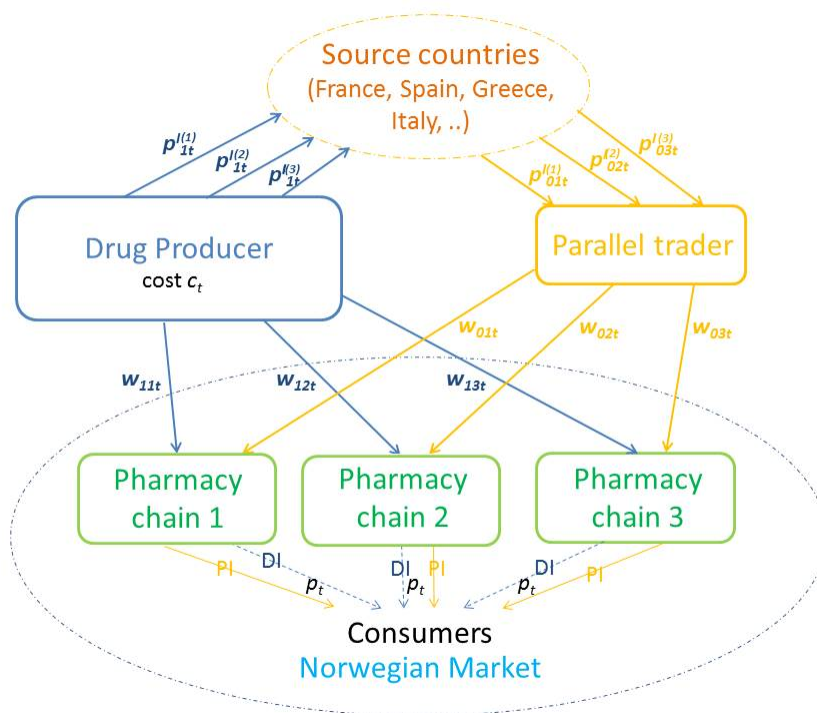 Source countries
(France, Spain, Greece,
Italy, ..)
p^{I(1)}_{1t}
p^{I(2)}_{1t}
p^{I(3)}_{1t}
p^{I(1)}_{01t}
p^{I(2)}_{02t}
p^{I(3)}_{03t}
Drug Producer
cost c_t
Parallel trader
w_{11t}
w_{12t}
w_{13t}
w_{01t}
w_{02t}
w_{03t}
Pharmacy
chain 1
Pharmacy
chain 2
Pharmacy
chain 3
PI
DI
p_t
DI
PI
p_t
DI
PI
p_t
Consumers
Norwegian Market